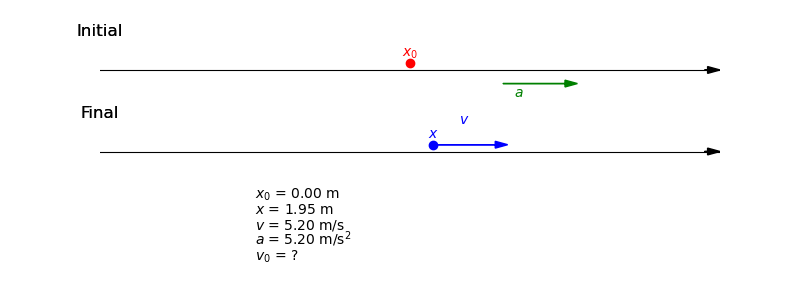 Initial
x₀
a
Final
v
x
x₀ = 0.00 m
x = 1.95 m
v = 5.20 m/s
a = 5.20 m/s²
v₀ = ?